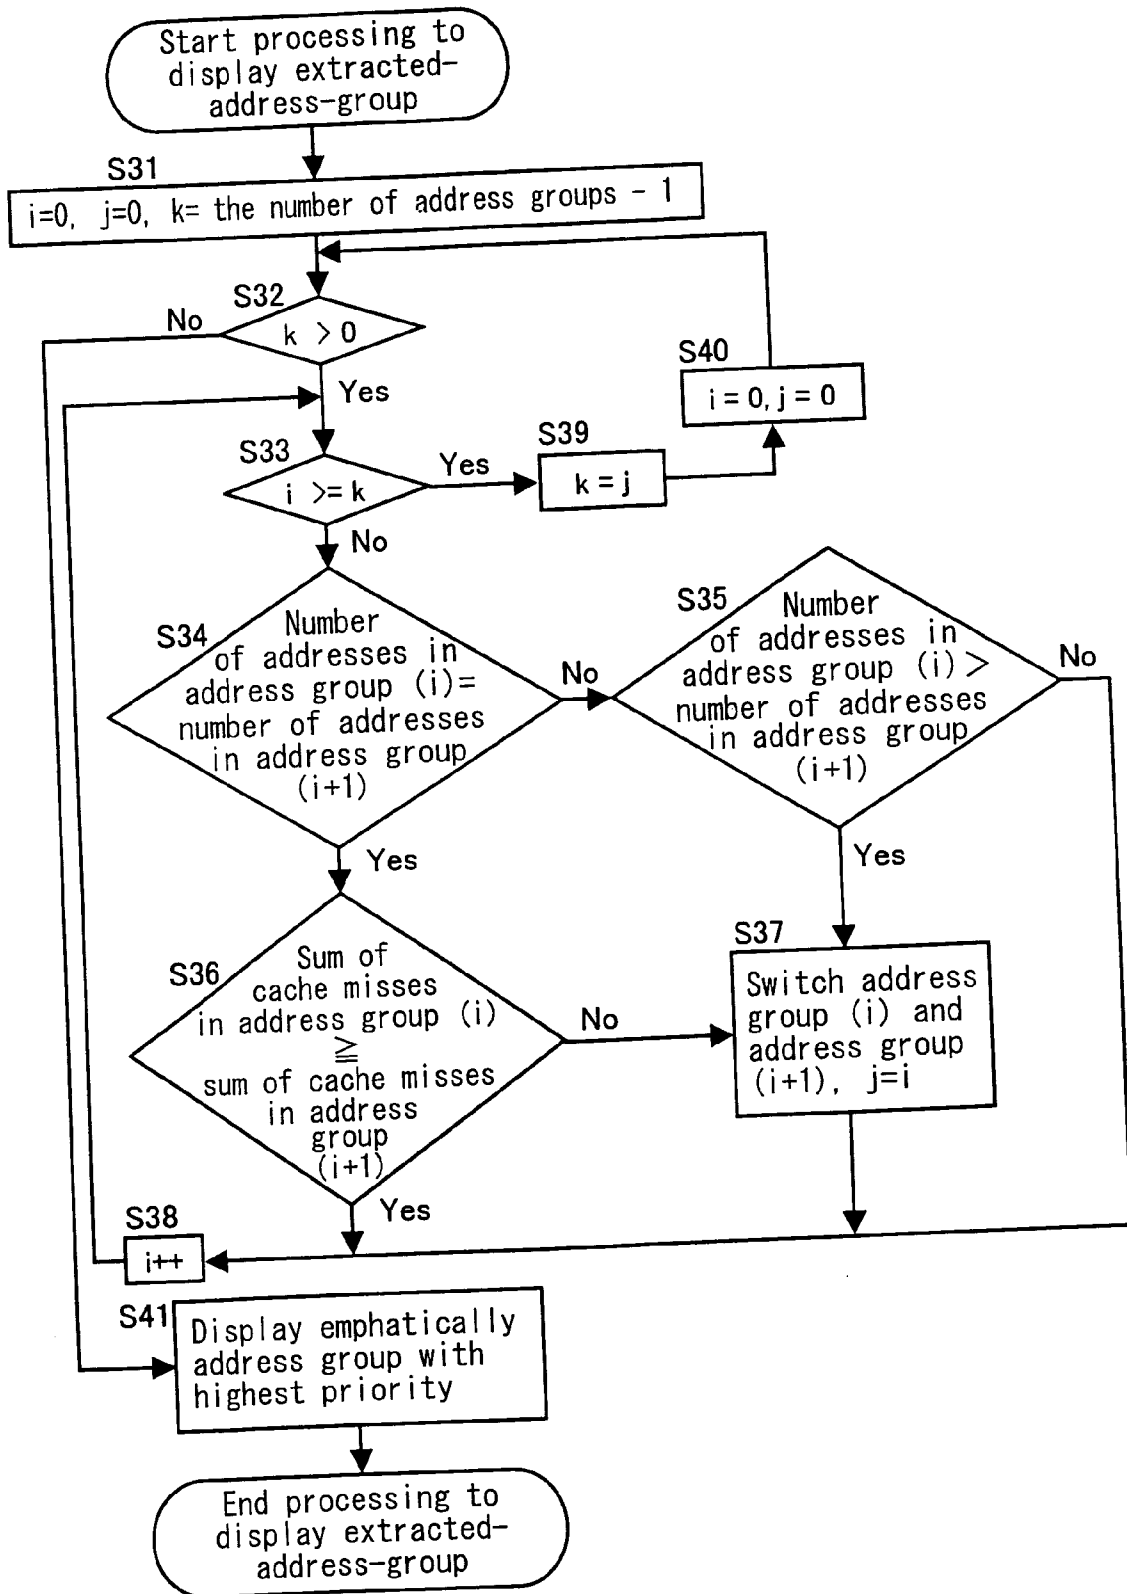 Start processing to
display extracted-
address-group
S31
i=0, j=0, k= the number of address groups - 1
S32
No
k > 0
Yes
S40
i = 0, j = 0
S39
k = j
S33
Yes
i >= k
No
S34
Number
of addresses in
address group (i)=
number of addresses
in address group
(i+1)
No
S35
Number
of addresses in
address group (i) >
number of addresses
in address group
(i+1)
No
Yes
Yes
S36
Sum of
cache misses
in address group (i)
≧
sum of cache misses
in address
group
(i+1)
No
S37
Switch address
group (i) and
address group
(i+1), j=i
Yes
S38
i++
S41
Display emphatically
address group with
highest priority
End processing to
display extracted-
address-group